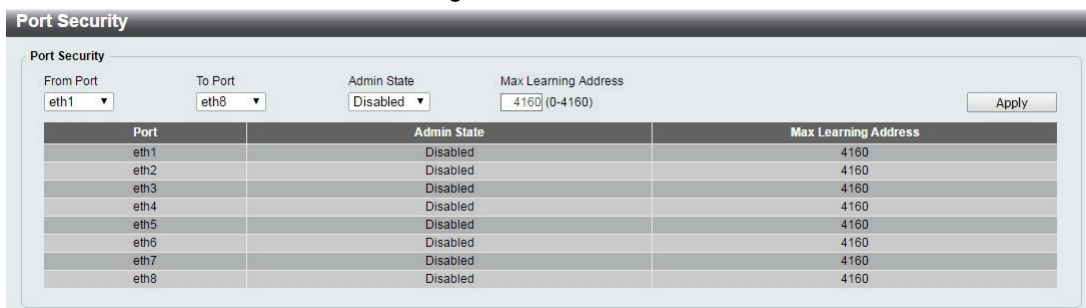 Port Security
Port Security
From Port To Port Admin State Max Learning Address
eth1 eth8 Disabled 4160 (0-4160) Apply
Port Admin State Max Learning Address
eth1 Disabled 4160
eth2 Disabled 4160
eth3 Disabled 4160
eth4 Disabled 4160
eth5 Disabled 4160
eth6 Disabled 4160
eth7 Disabled 4160
eth8 Disabled 4160